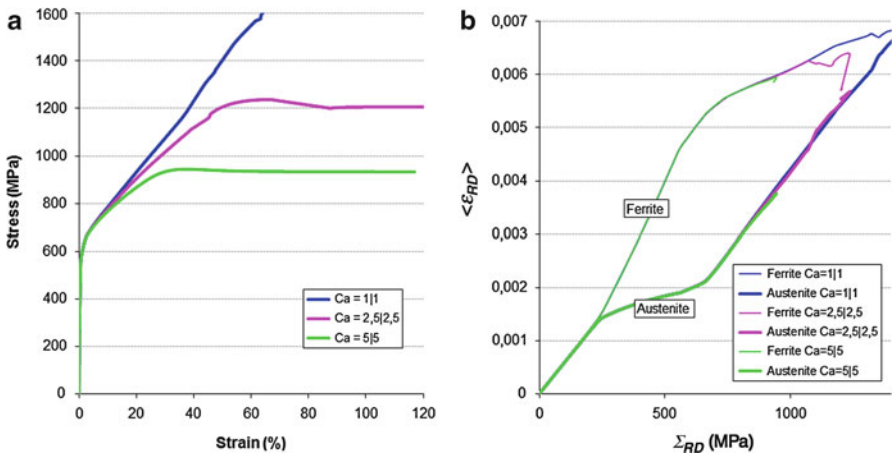 a
Stress (MPa)
1600
1400
1200
1000
800
600
400
200
0
0 20 40 60 80 100 120
Strain (%)
Ca = 1|1
Ca = 2,5|2,5
Ca = 5|5
b
<ε_RD>
0,007
0,006
0,005
0,004
0,003
0,002
0,001
0
0 500 1000
Σ_RD (MPa)
Ferrite
Austenite
Ferrite Ca=1|1
Austenite Ca=1|1
Ferrite Ca=2,5|2,5
Austenite Ca=2,5|2,5
Ferrite Ca=5|5
Austenite Ca=5|5